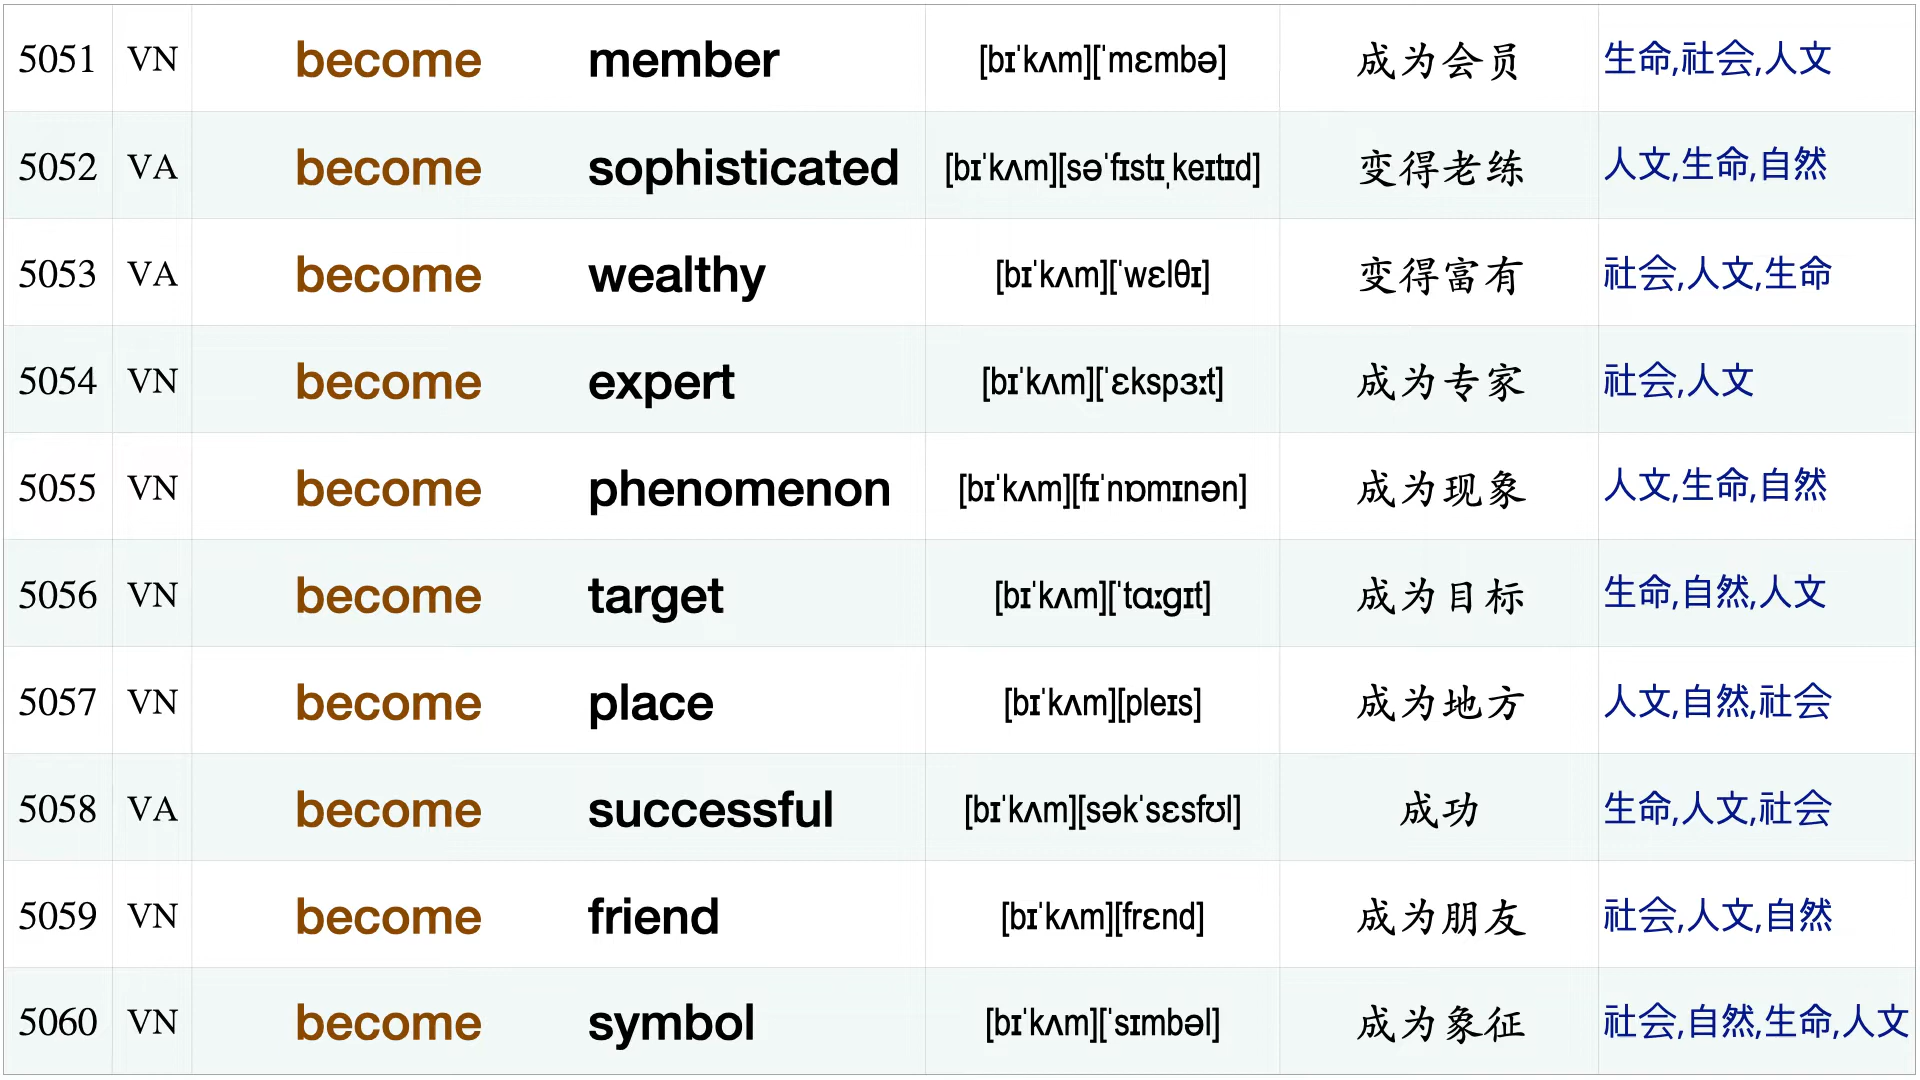 5051 VN become member [bɪˈkʌm][ˈmɛmbə] 成为会员 生命,社会,人文
5052 VA become sophisticated [bɪˈkʌm][səˈfɪstɪˌkeɪtɪd] 变得老练 人文,生命,自然
5053 VA become wealthy [bɪˈkʌm][ˈwɛlθɪ] 变得富有 社会,人文,生命
5054 VN become expert [bɪˈkʌm][ˈɛkspɜːt] 成为专家 社会,人文
5055 VN become phenomenon [bɪˈkʌm][fɪˈnɒmɪnən] 成为现象 人文,生命,自然
5056 VN become target [bɪˈkʌm][ˈtɑːgɪt] 成为目标 生命,自然,人文
5057 VN become place [bɪˈkʌm][pleɪs] 成为地方 人文,自然,社会
5058 VA become successful [bɪˈkʌm][səkˈsɛsfʊl] 成功 生命,人文,社会
5059 VN become friend [bɪˈkʌm][frɛnd] 成为朋友 社会,人文,自然
5060 VN become symbol [bɪˈkʌm][ˈsɪmbəl] 成为象征 社会,自然,生命,人文